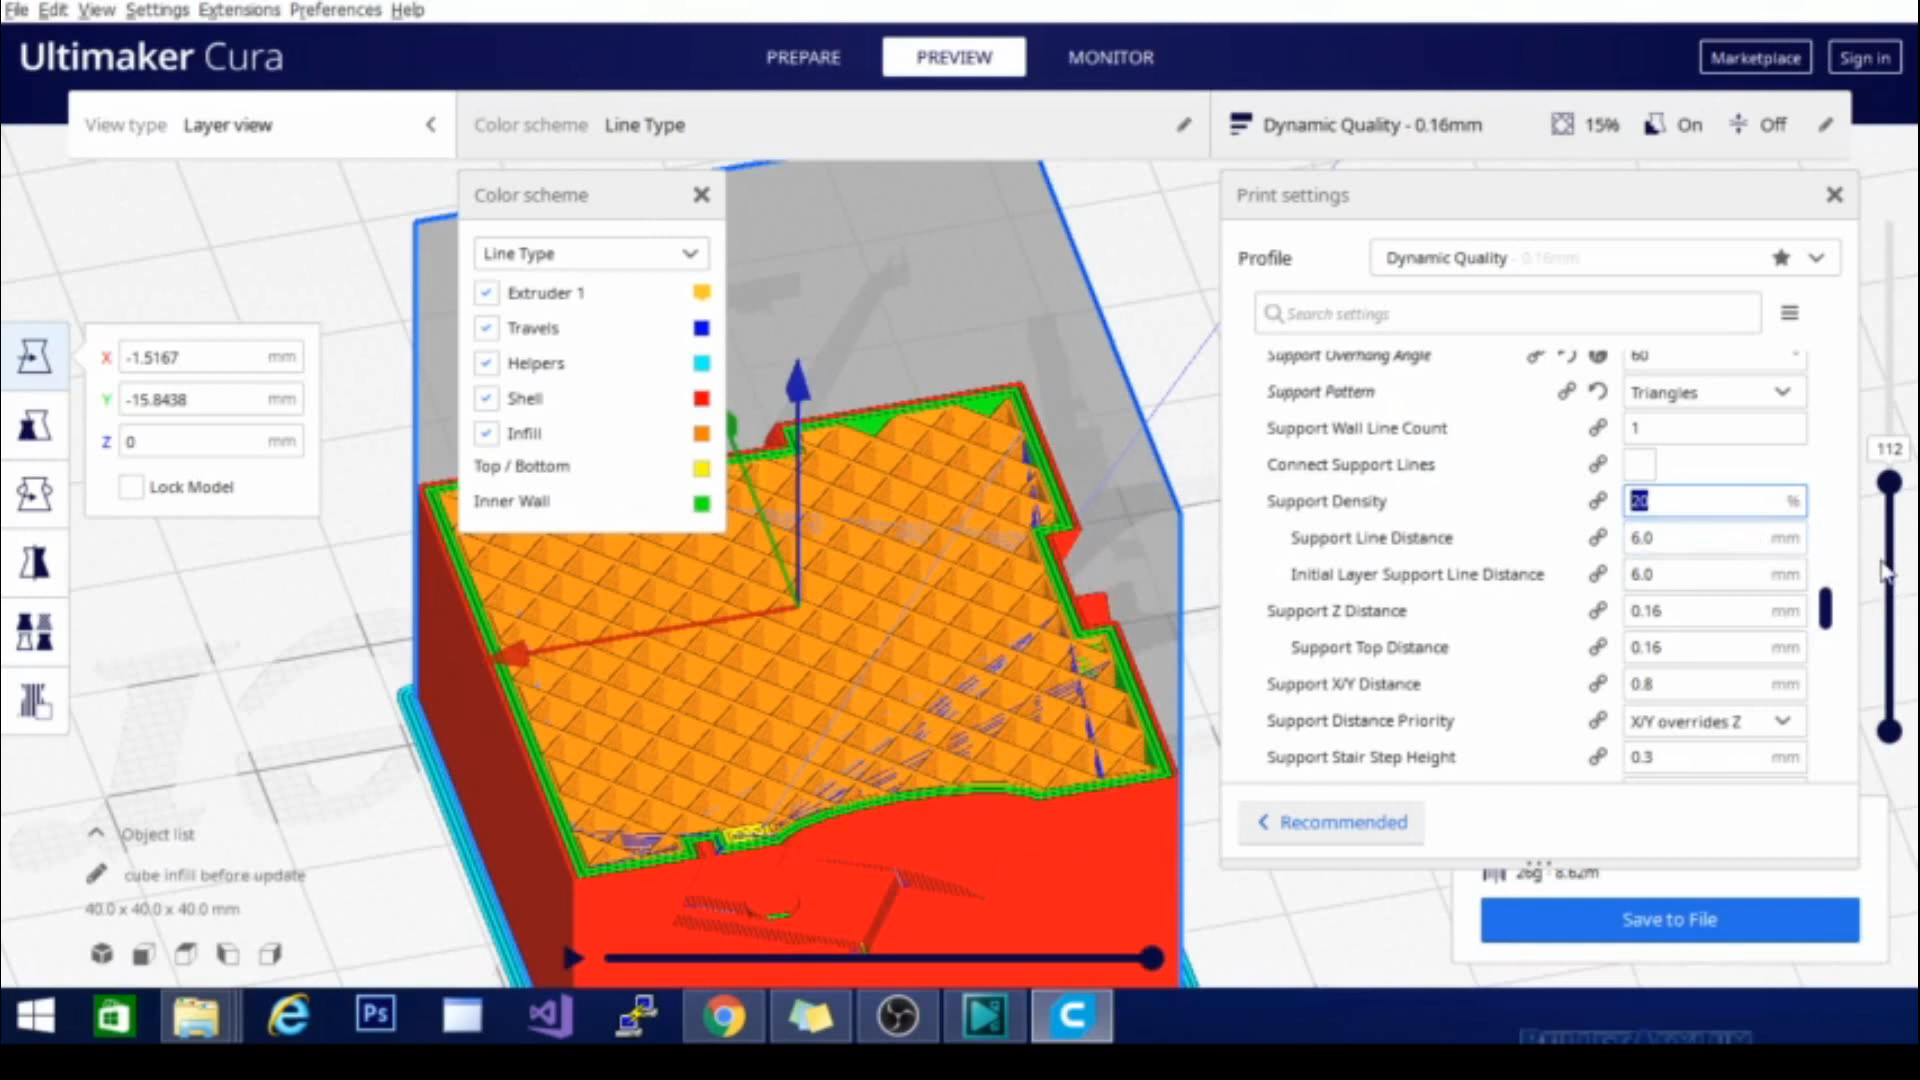 File Edit View Settings Extensions Preferences Help
Ultimaker Cura
PREPARE
PREVIEW
MONITOR
Marketplace
Sign in
View type Layer view
Color scheme Line Type
Dynamic Quality - 0.16mm
15%
On
Off
Color scheme
Line Type
Extruder 1
Travels
Helpers
Shell
Infill
Top / Bottom
Inner Wall
X -1.5167 mm
Y -15.8438 mm
Z 0 mm
Lock Model
Print settings
Profile
Dynamic Quality - 0.16mm
Search settings
Support Overhang Angle 60 °
Support Pattern Triangles
Support Wall Line Count 1
Connect Support Lines
Support Density 20 %
Support Line Distance 6.0 mm
Initial Layer Support Line Distance 6.0 mm
Support Z Distance 0.16 mm
Support Top Distance 0.16 mm
Support X/Y Distance 0.8 mm
Support Distance Priority X/Y overrides Z
Support Stair Step Height 0.3 mm
Recommended
112
26g · 8.62m
Save to File
Object list
cube infill before update
40.0 x 40.0 x 40.0 mm
Ps